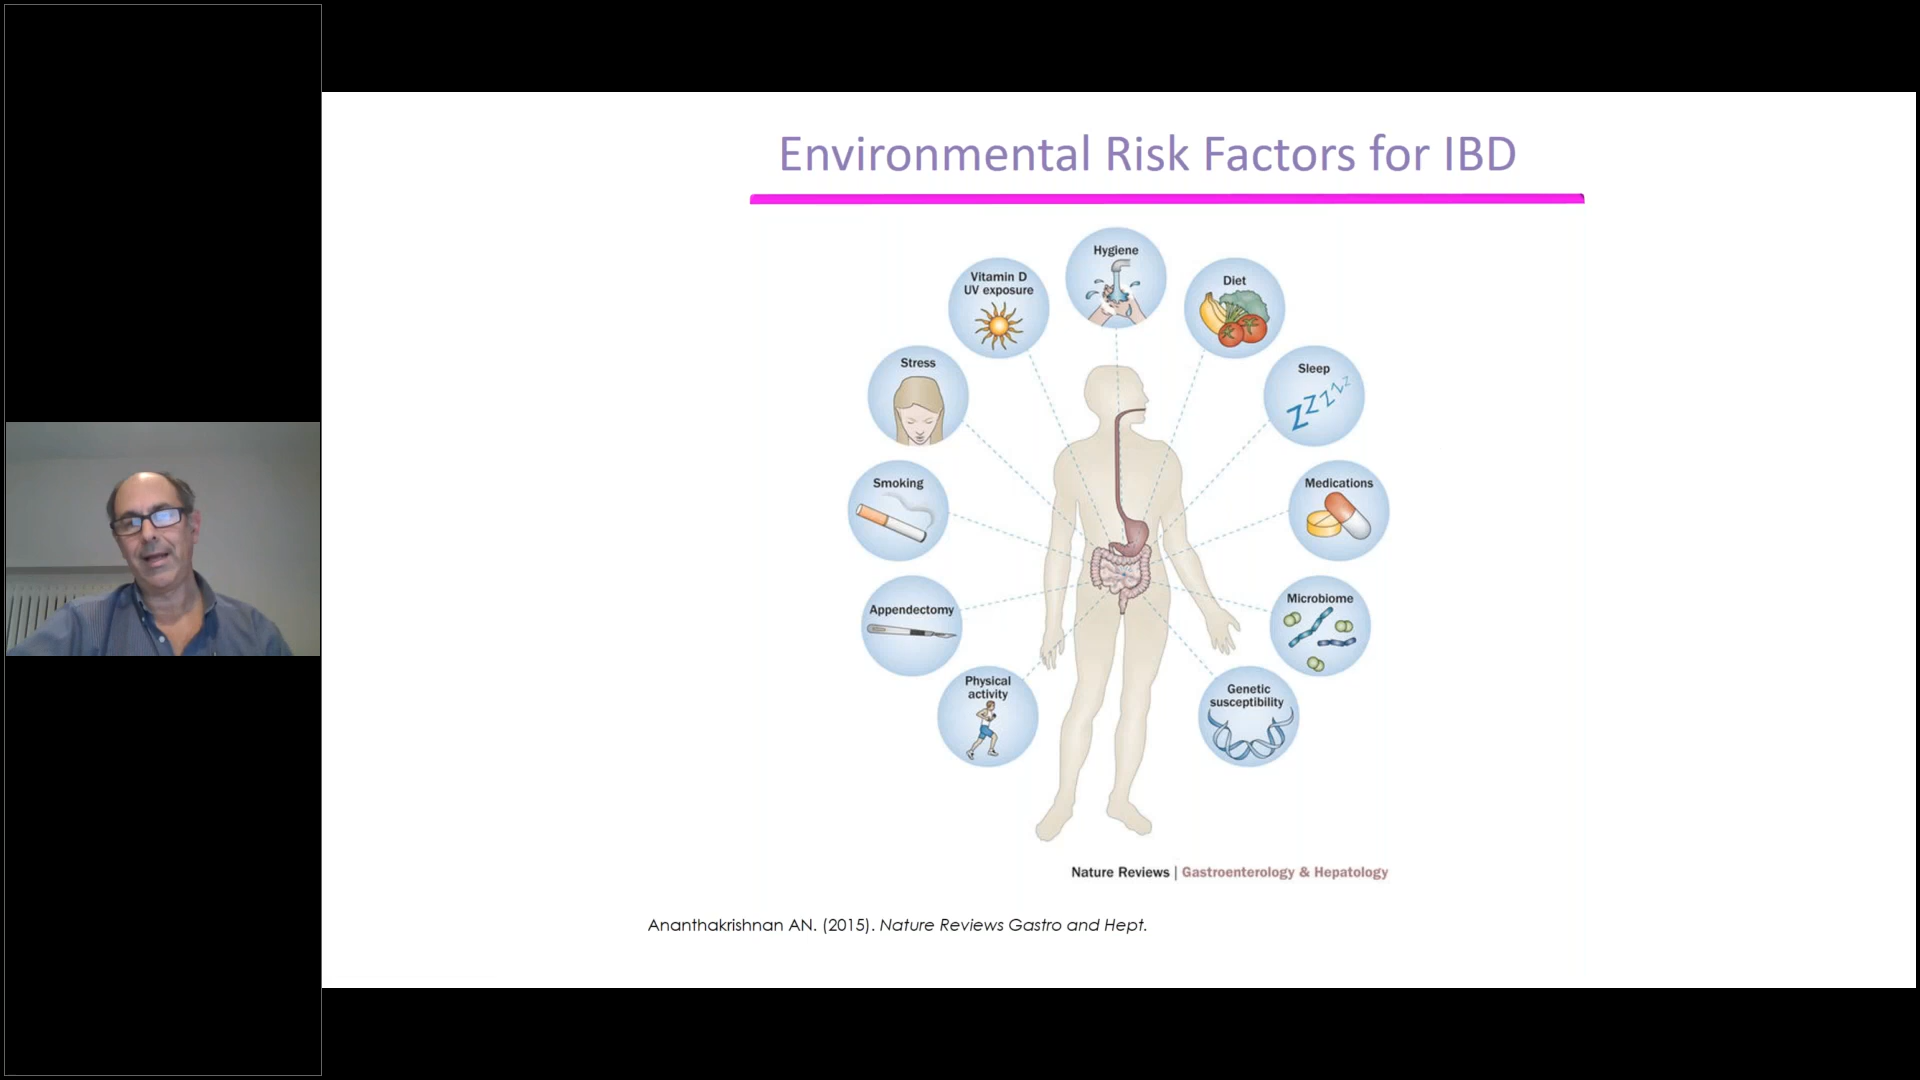 Environmental Risk Factors for IBD
Hygiene
Vitamin D
UV exposure
Diet
Stress
Sleep
Smoking
Medications
Appendectomy
Microbiome
Physical
activity
Genetic
susceptibility
Nature Reviews | Gastroenterology & Hepatology
Ananthakrishnan AN. (2015). Nature Reviews Gastro and Hept.